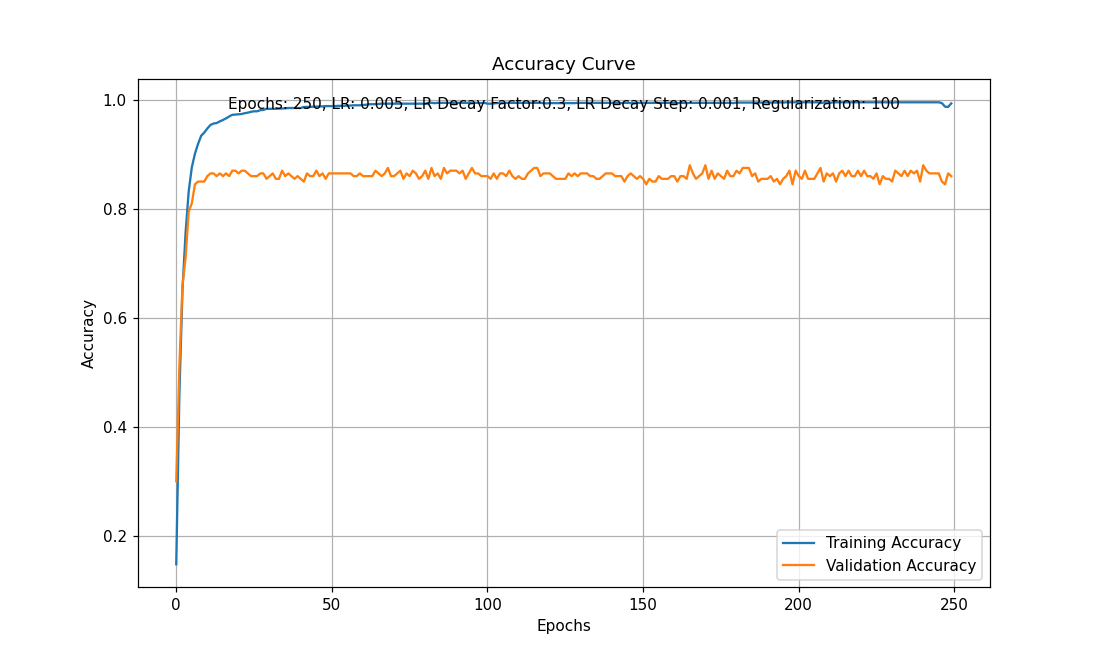 Accuracy Curve
Epochs: 250, LR: 0.005, LR Decay Factor:0.3, LR Decay Step: 0.001, Regularization: 100
1.0
0.8
0.6
0.4
0.2
Accuracy
Training Accuracy
Validation Accuracy
0 50 100 150 200 250
Epochs